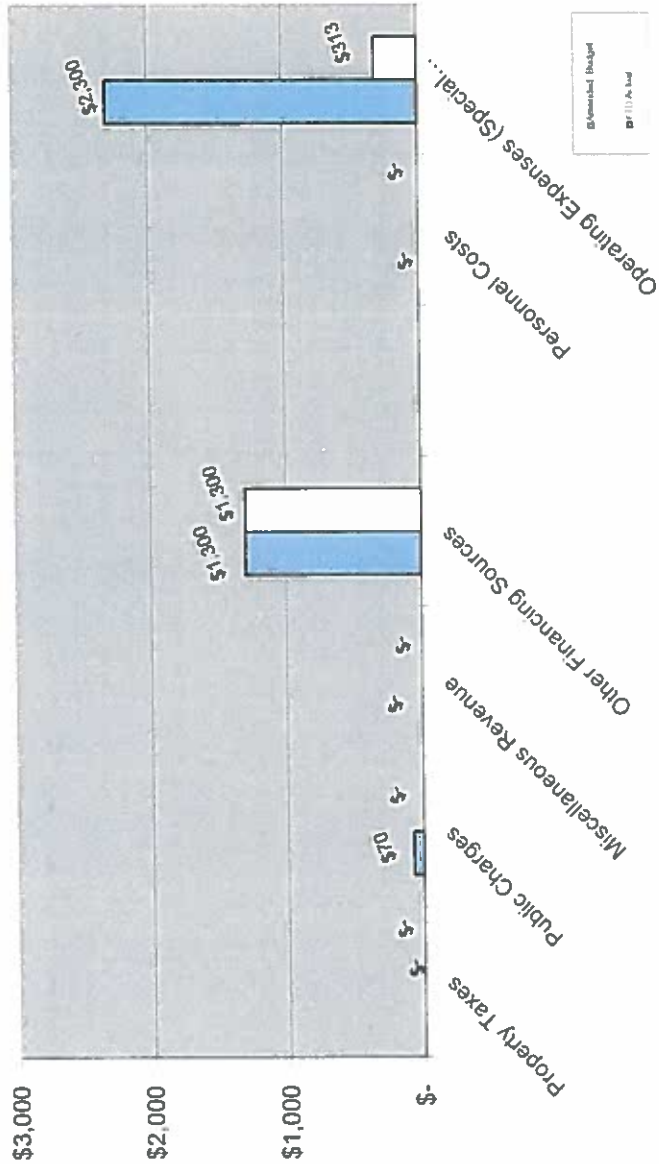 $3,000
$2,000
$1,000
$-
$-
$-
$70
$-
$-
$-
$1,300
$1,300
$-
$-
$2,300
$313
Property Taxes
Public Charges
Miscellaneous Revenue
Other Financing Sources
Personnel Costs
Operating Expenses (Special...
Amended Budget
Actual